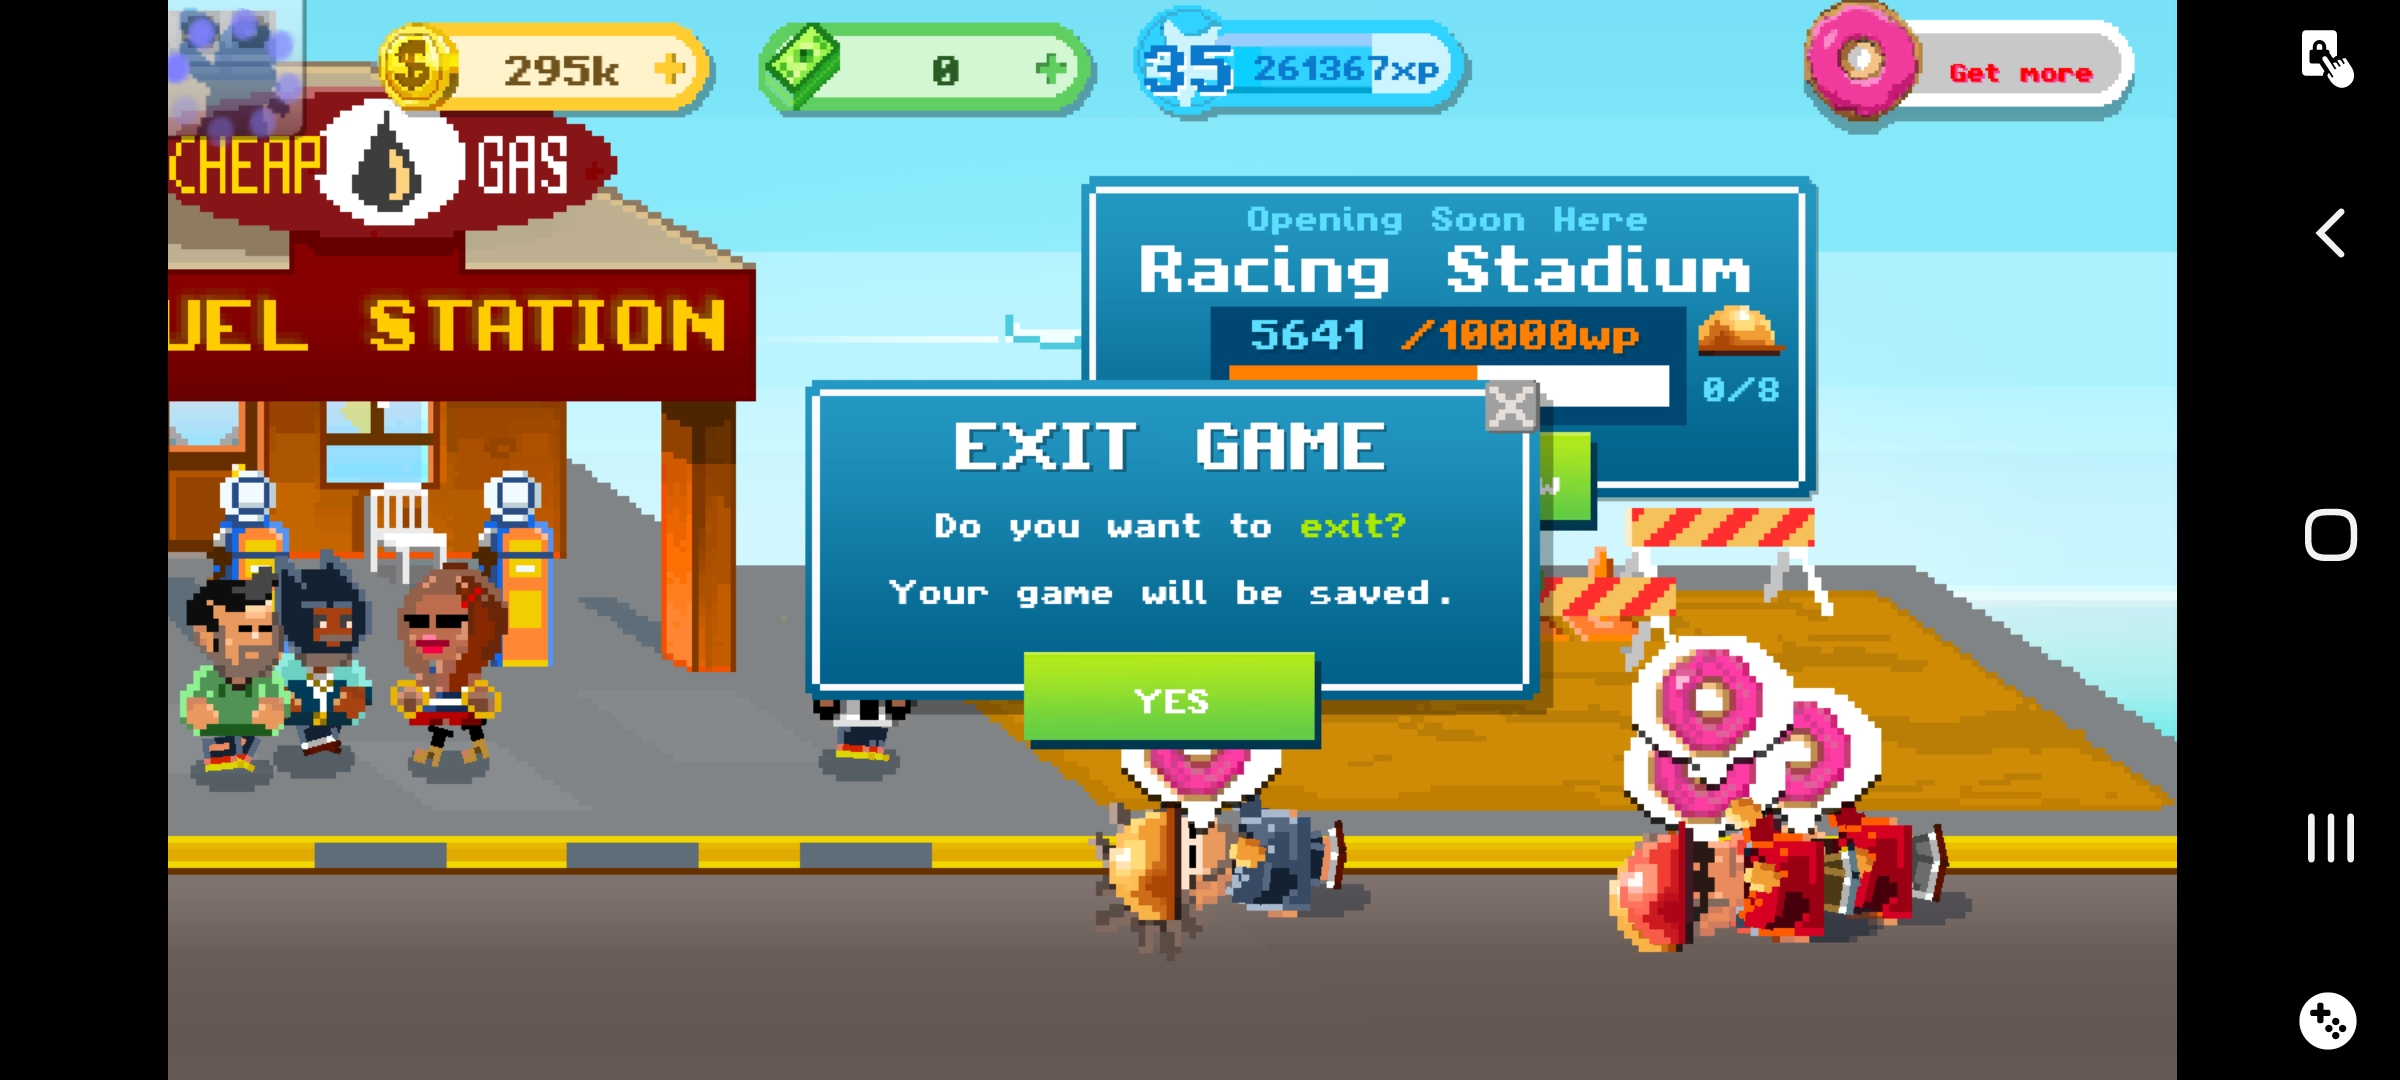 295k
0
35
261367xp
Get more
CHEAP GAS
UEL STATION
Opening Soon Here
Racing Stadium
5641 /10000wp
0/8
EXIT GAME
Do you want to exit?
Your game will be saved.
YES
W